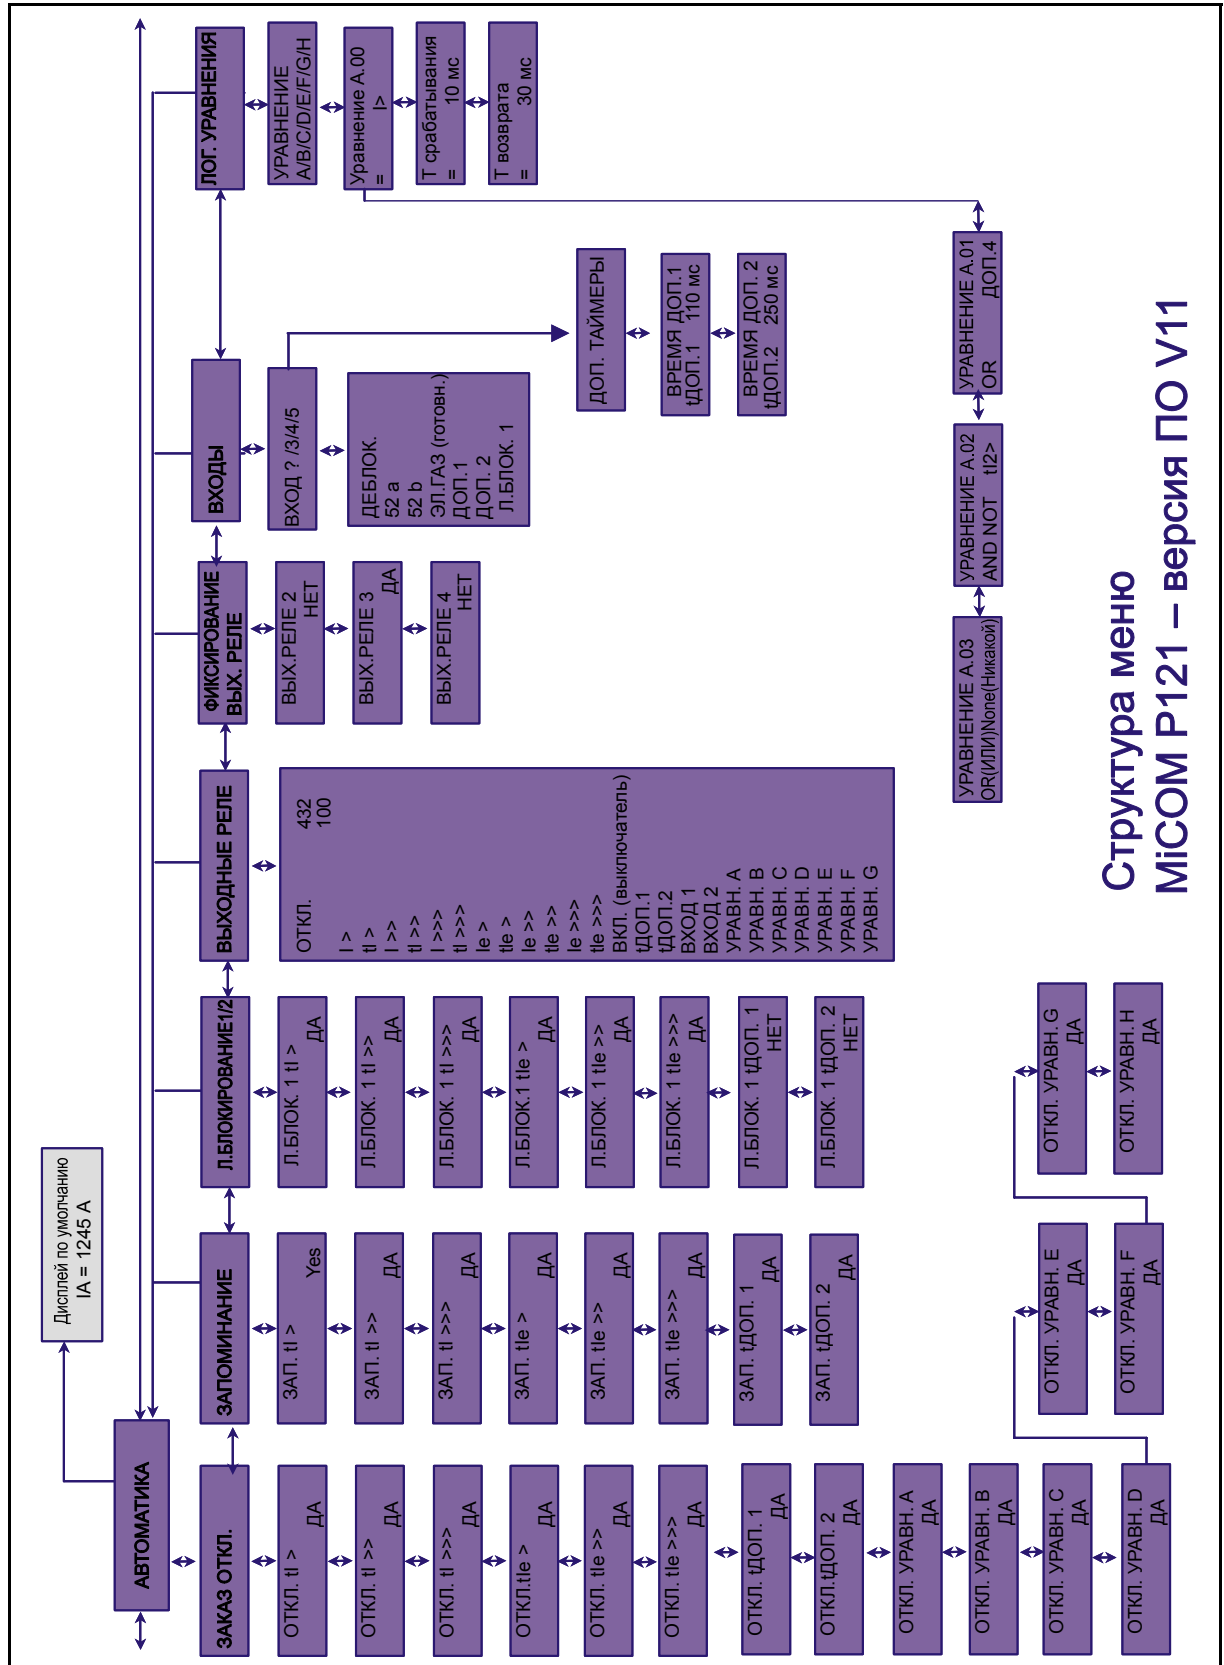 Дисплей по умолчанию
IA = 1245 A
АВТОМАТИКА
ЗАКАЗ ОТКЛ.
ОТКЛ. tI >
ДА
ОТКЛ. tI >>
ДА
ОТКЛ. tI >>>
ДА
ОТКЛ.tIe >
ДА
ОТКЛ. tIe >>
ДА
ОТКЛ. tIe >>>
ДА
ОТКЛ. tДОП. 1
ДА
ОТКЛ.tДОП. 2
ДА
ОТКЛ. УРАВН. A
ДА
ОТКЛ. УРАВН. B
ДА
ОТКЛ. УРАВН. C
ДА
ОТКЛ. УРАВН. D
ДА
ОТКЛ. УРАВН. E
ДА
ОТКЛ. УРАВН. F
ДА
ОТКЛ. УРАВН. G
ДА
ОТКЛ. УРАВН. H
ДА
ЗАПОМИНАНИЕ
ЗАП. tI >
Yes
ЗАП. tI >>
ДА
ЗАП. tI >>>
ДА
ЗАП. tIe >
ДА
ЗАП. tIe >>
ДА
ЗАП. tIe >>>
ДА
ЗАП. tДОП. 1
ДА
ЗАП. tДОП. 2
ДА
Л.БЛОКИРОВАНИЕ1/2
Л.БЛОК. 1 tI >
ДА
Л.БЛОК. 1 tI >>
ДА
Л.БЛОК. 1 tI >>>
ДА
Л.БЛОК.1 tIe >
ДА
Л.БЛОК. 1 tIe >>
ДА
Л.БЛОК. 1 tIe >>>
ДА
Л.БЛОК. 1 tДОП. 1
НЕТ
Л.БЛОК. 1 tДОП. 2
НЕТ
ВЫХОДНЫЕ РЕЛЕ
ОТКЛ. 432
100
I >
tI >
I >>
tI >>
I >>>
tI >>>
Ie >
tIe >
Ie >>
tIe >>
Ie >>>
tIe >>>
ВКЛ. (выключатель)
tДОП.1
tДОП.2
ВХОД 1
ВХОД 2
УРАВН. A
УРАВН. B
УРАВН. C
УРАВН. D
УРАВН. E
УРАВН. F
УРАВН. G
ФИКСИРОВАНИЕ
ВЫХ. РЕЛЕ
ВЫХ.РЕЛЕ 2
НЕТ
ВЫХ.РЕЛЕ 3
ДА
ВЫХ.РЕЛЕ 4
НЕТ
ВХОДЫ
ВХОД ? /3/4/5
ДЕБЛОК.
52 a
52 b
ЭЛ.ГАЗ (готовн.)
ДОП.1
ДОП. 2
Л.БЛОК. 1
ДОП. ТАЙМЕРЫ
ВРЕМЯ ДОП.1
tДОП.1 110 мс
ВРЕМЯ ДОП. 2
tДОП.2 250 мс
ЛОГ. УРАВНЕНИЯ
УРАВНЕНИЕ
A/B/C/D/E/F/G/H
Уравнение A.00
= I>
T срабатывания
= 10 мс
T возврата
= 30 мс
УРАВНЕНИЕ A.01
OR ДОП.4
УРАВНЕНИЕ A.02
AND NOT tI2>
УРАВНЕНИЕ A.03
OR(ИЛИ)None(Никакой)
Структура меню
MiCOM P121 – версия ПО V11